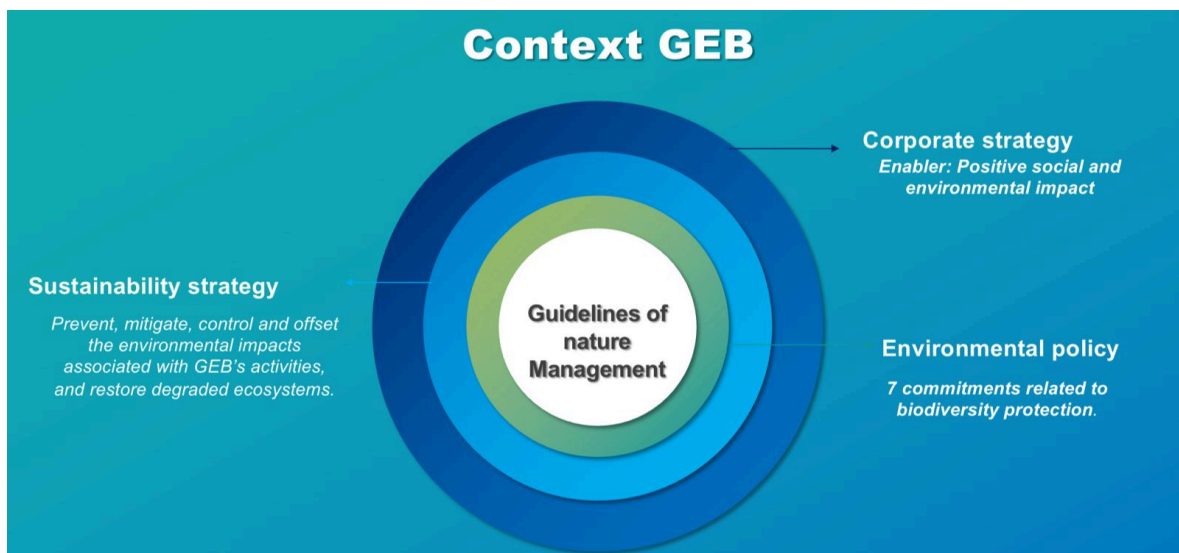 Context GEB
Corporate strategy
Enabler: Positive social and
environmental impact
Sustainability strategy
Prevent, mitigate, control and offset
the environmental impacts
associated with GEB's activities,
and restore degraded ecosystems.
Guidelines of
nature
Management
Environmental policy
7 commitments related to
biodiversity protection.